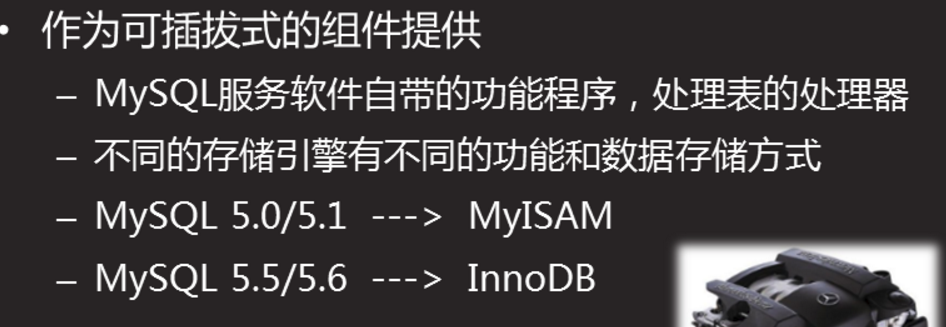 • 作为可插拔式的组件提供
– MySQL服务软件自带的功能程序，处理表的处理器
– 不同的存储引擎有不同的功能和数据存储方式
– MySQL 5.0/5.1 ---> MyISAM
– MySQL 5.5/5.6 ---> InnoDB